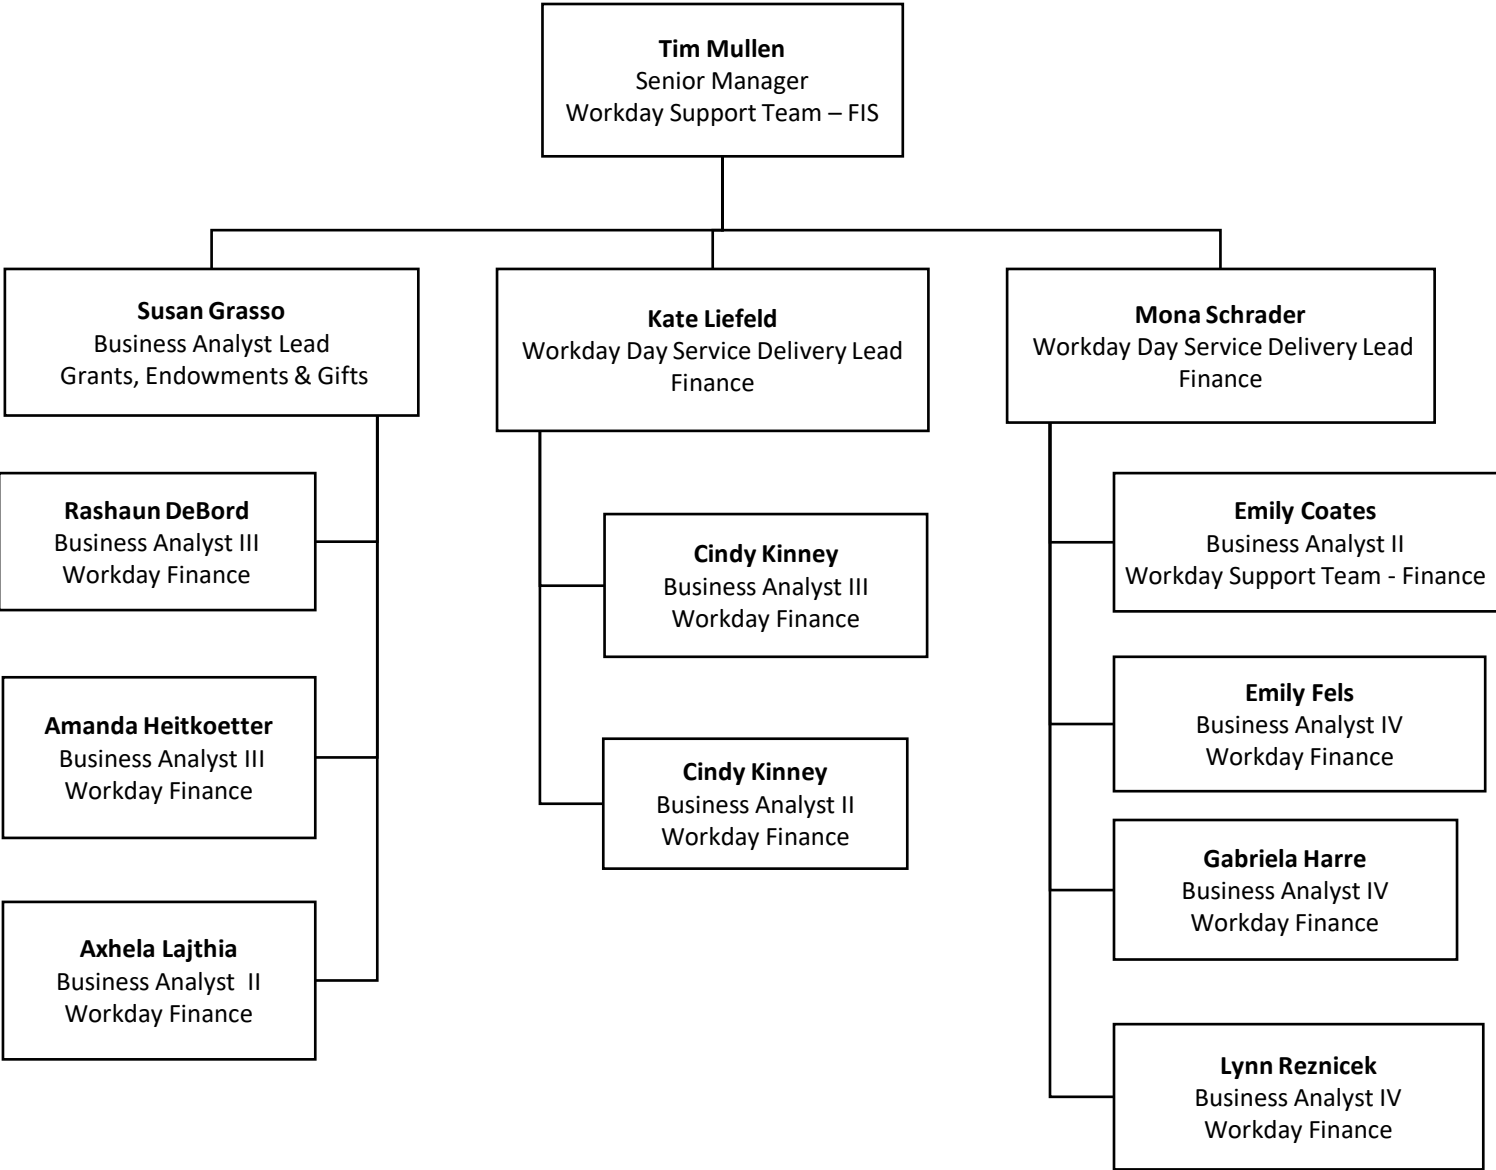 Tim Mullen
Senior Manager
Workday Support Team – FIS
Susan Grasso
Business Analyst Lead
Grants, Endowments & Gifts
Kate Liefeld
Workday Day Service Delivery Lead
Finance
Mona Schrader
Workday Day Service Delivery Lead
Finance
Rashaun DeBord
Business Analyst III
Workday Finance
Amanda Heitkoetter
Business Analyst III
Workday Finance
Axhela Lajthia
Business Analyst  II
Workday Finance
Cindy Kinney
Business Analyst III
Workday Finance
Cindy Kinney
Business Analyst II
Workday Finance
Emily Coates
Business Analyst II
Workday Support Team - Finance
Emily Fels
Business Analyst IV
Workday Finance
Gabriela Harre
Business Analyst IV
Workday Finance
Lynn Reznicek
Business Analyst IV
Workday Finance